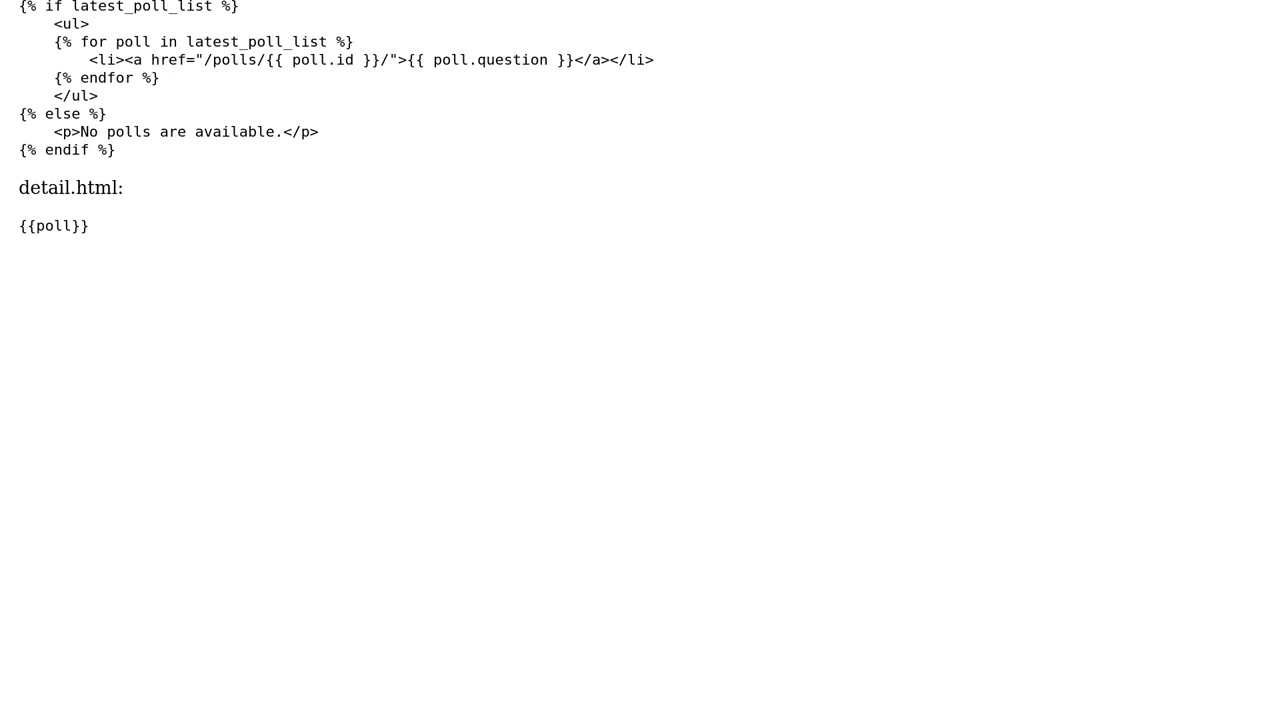 {% if latest_poll_list %}
    <ul>
    {% for poll in latest_poll_list %}
        <li><a href="/polls/{{ poll.id }}/">{{ poll.question }}</a></li>
    {% endfor %}
    </ul>
{% else %}
    <p>No polls are available.</p>
{% endif %}
detail.html:
{{poll}}